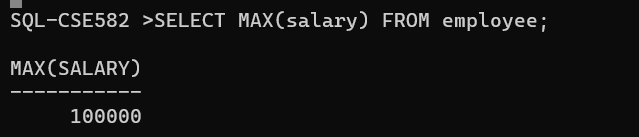 SQL-CSE582 >SELECT MAX(salary) FROM employee;
MAX(SALARY)
-----------
100000